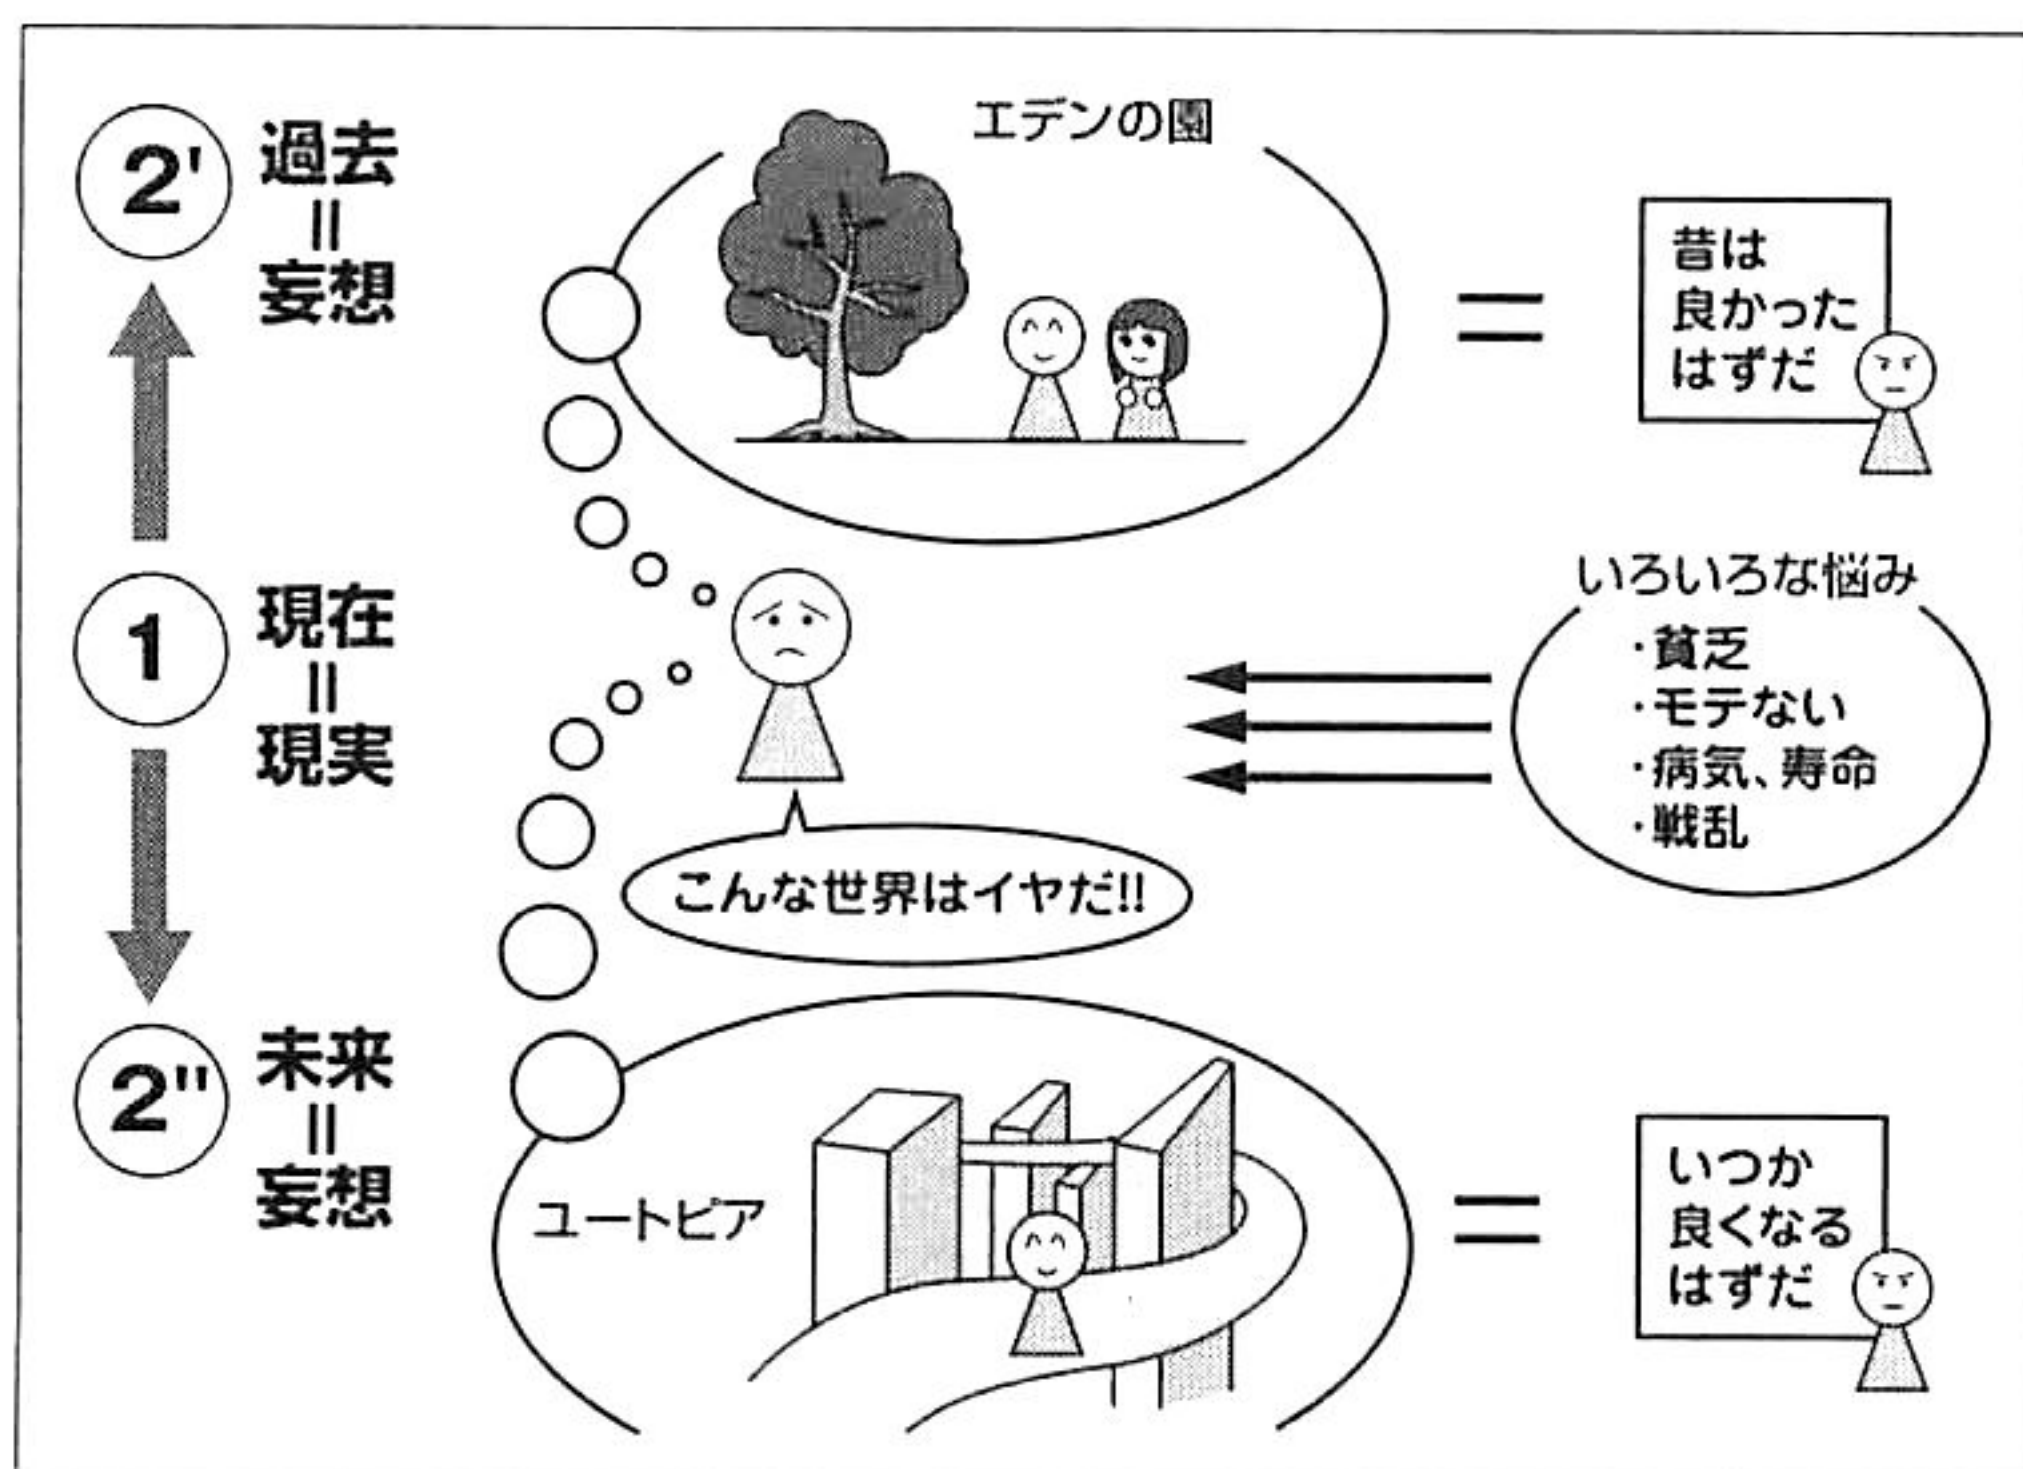 2'
過去
||
妄想
エデンの園
=
昔は
良かった
はずだ
1
現在
||
現実
いろいろな悩み
・貧乏
・モテない
・病気、寿命
・戦乱
こんな世界はイヤだ!!
2"
未来
||
妄想
ユートピア
=
いつか
良くなる
はずだ